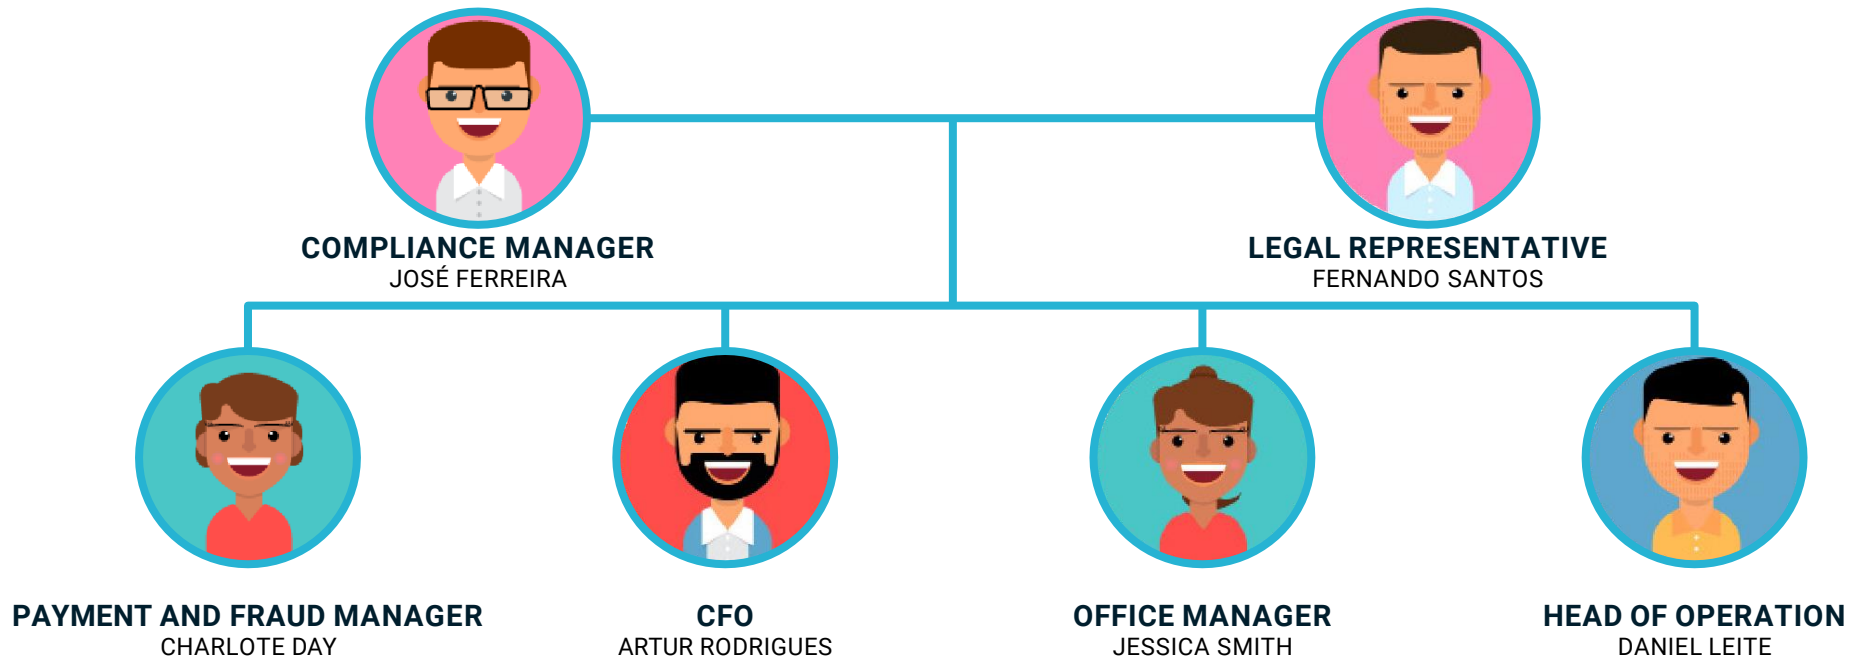 COMPLIANCE MANAGER
JOSÉ FERREIRA
LEGAL REPRESENTATIVE
FERNANDO SANTOS
PAYMENT AND FRAUD MANAGER
CHARLOTE DAY
CFO
ARTUR RODRIGUES
OFFICE MANAGER
JESSICA SMITH
HEAD OF OPERATION
DANIEL LEITE